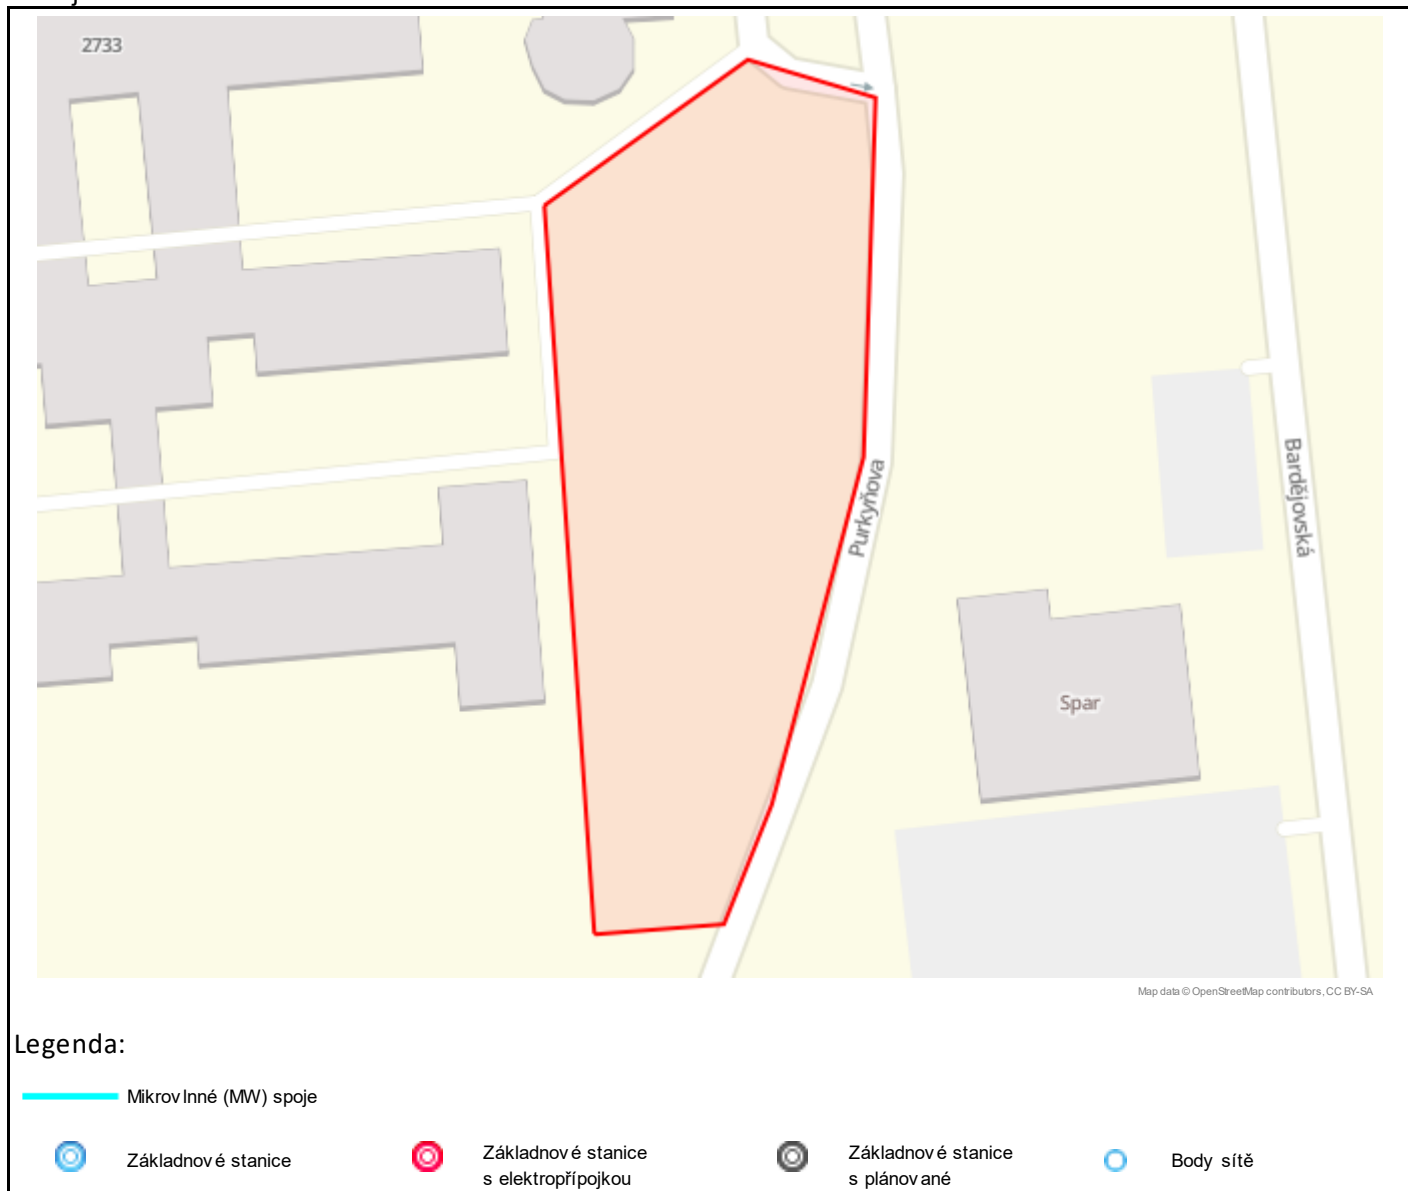 2733
Purkyňova
Bardějovská
Spar
Map data © OpenStreetMap contributors, CC BY-SA
Legenda:
Mikrovlnné (MW) spoje
Základnové stanice
Základnové stanice
s elektropřípojkou
Základnové stanice
s plánované
Body sítě